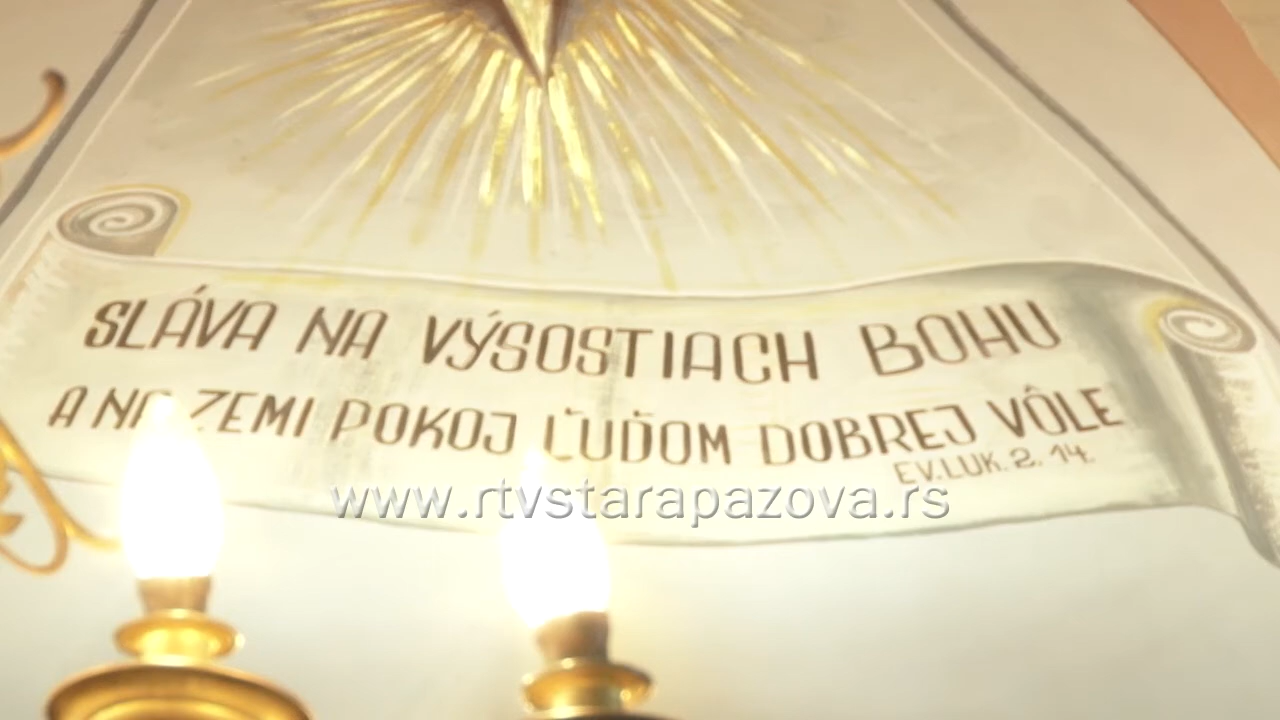 SLÁVA NA VÝSOSTIACH BOHU
A NA ZEMI POKOJ ĽUĎOM DOBREJ VÔLE
EV. LUK. 2. 14.
www.rtvstarapazova.rs